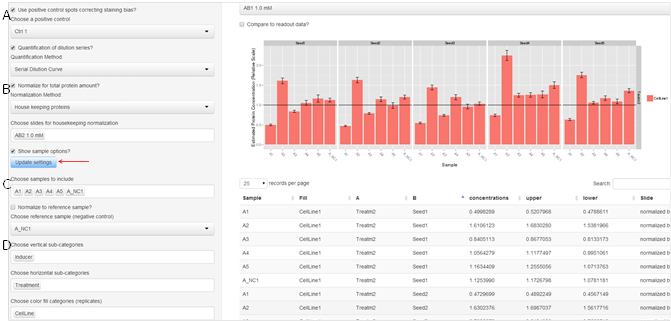 A
Use positive control spots correcting staining bias?
Choose a positive control
Ctrl 1
Quantification of dilution series?
Quantification Method
Serial Dilution Curve
B
Normalize for total protein amount?
Normalization Method
House keeping proteins
Choose slides for housekeeping normalization
AB2 1.0 mM
Show sample options?
Update settings
C
Choose samples to include
A1 A2 A3 A4 A5 A_NC1
Normalize to reference sample?
Choose reference sample (negative control)
A_NC1
D
Choose vertical sub-categories
Inducer
Choose horizontal sub-categories
Treatment
Choose color fill categories (replicates)
CellLine
AB1 1.0 mM
Compare to readout data?
Seed1 Seed2 Seed3 Seed4 Seed5
Estimated Protein Concentration (Relative Scale)
Treatm2
CellLine1
Sample
25 records per page
Search:
Sample Fill A B concentrations upper lower Slide
A1 CellLine1 Treatm2 Seed1 0.4998289 0.5207968 0.4788611 normalized b
A2 CellLine1 Treatm2 Seed1 1.6106123 1.6830280 1.5381966 normalized b
A3 CellLine1 Treatm2 Seed1 0.8405113 0.8677053 0.8133173 normalized b
A4 CellLine1 Treatm2 Seed1 1.0564279 1.1177497 0.9951061 normalized b
A5 CellLine1 Treatm2 Seed1 1.1634409 1.2555056 1.0713763 normalized b
A_NC1 CellLine1 Treatm2 Seed1 1.1253990 1.1726798 1.0781181 normalized b
A1 CellLine1 Treatm2 Seed2 0.4729699 0.4892249 0.4567149 normalized b
A2 CellLine1 Treatm2 Seed2 1.6302376 1.6987037 1.5617716 normalized b